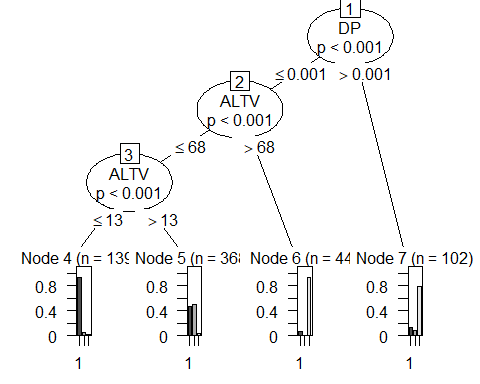 1
DP
p < 0.001
≤ 0.001
> 0.001
2
ALTV
p < 0.001
≤ 68
> 68
3
ALTV
p < 0.001
≤ 13
> 13
Node 4 (n = 139
Node 5 (n = 368
Node 6 (n = 44
Node 7 (n = 102)
0.8
0.4
0
1
0.8
0.4
0
1
0.8
0.4
0
1
0.8
0.4
0
1